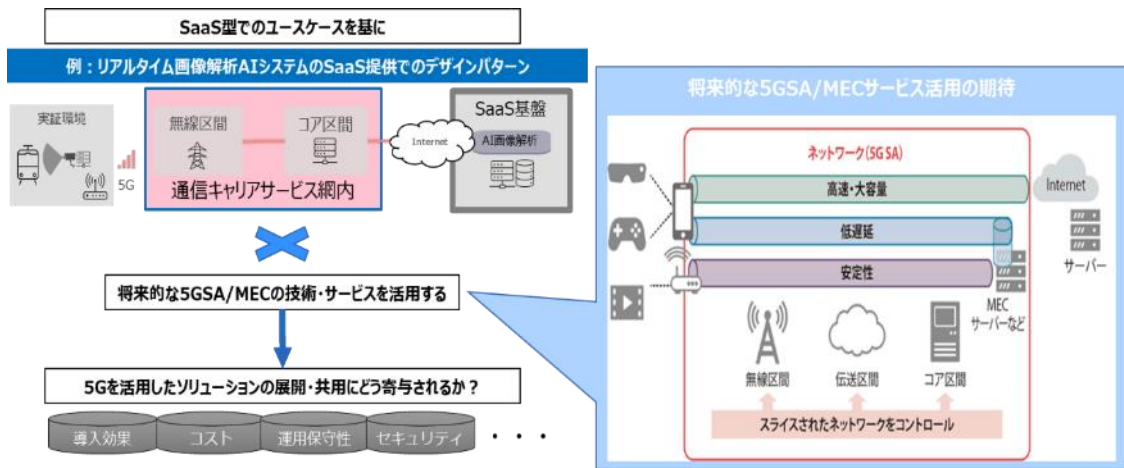 SaaS型でのユースケースを基に
例：リアルタイム画像解析AIシステムのSaaS提供でのデザインパターン
実証環境
5G
無線区間
コア区間
通信キャリアサービス網内
Internet
SaaS基盤
AI画像解析
将来的な5GSA/MECの技術・サービスを活用する
5Gを活用したソリューションの展開・共用にどう寄与されるか？
導入効果
コスト
運用保守性
セキュリティ
・・・
将来的な5GSA/MECサービス活用の期待
ネットワーク(5G SA)
高速・大容量
低遅延
安定性
Internet
サーバー
MEC
サーバーなど
無線区間
伝送区間
コア区間
スライスされたネットワークをコントロール